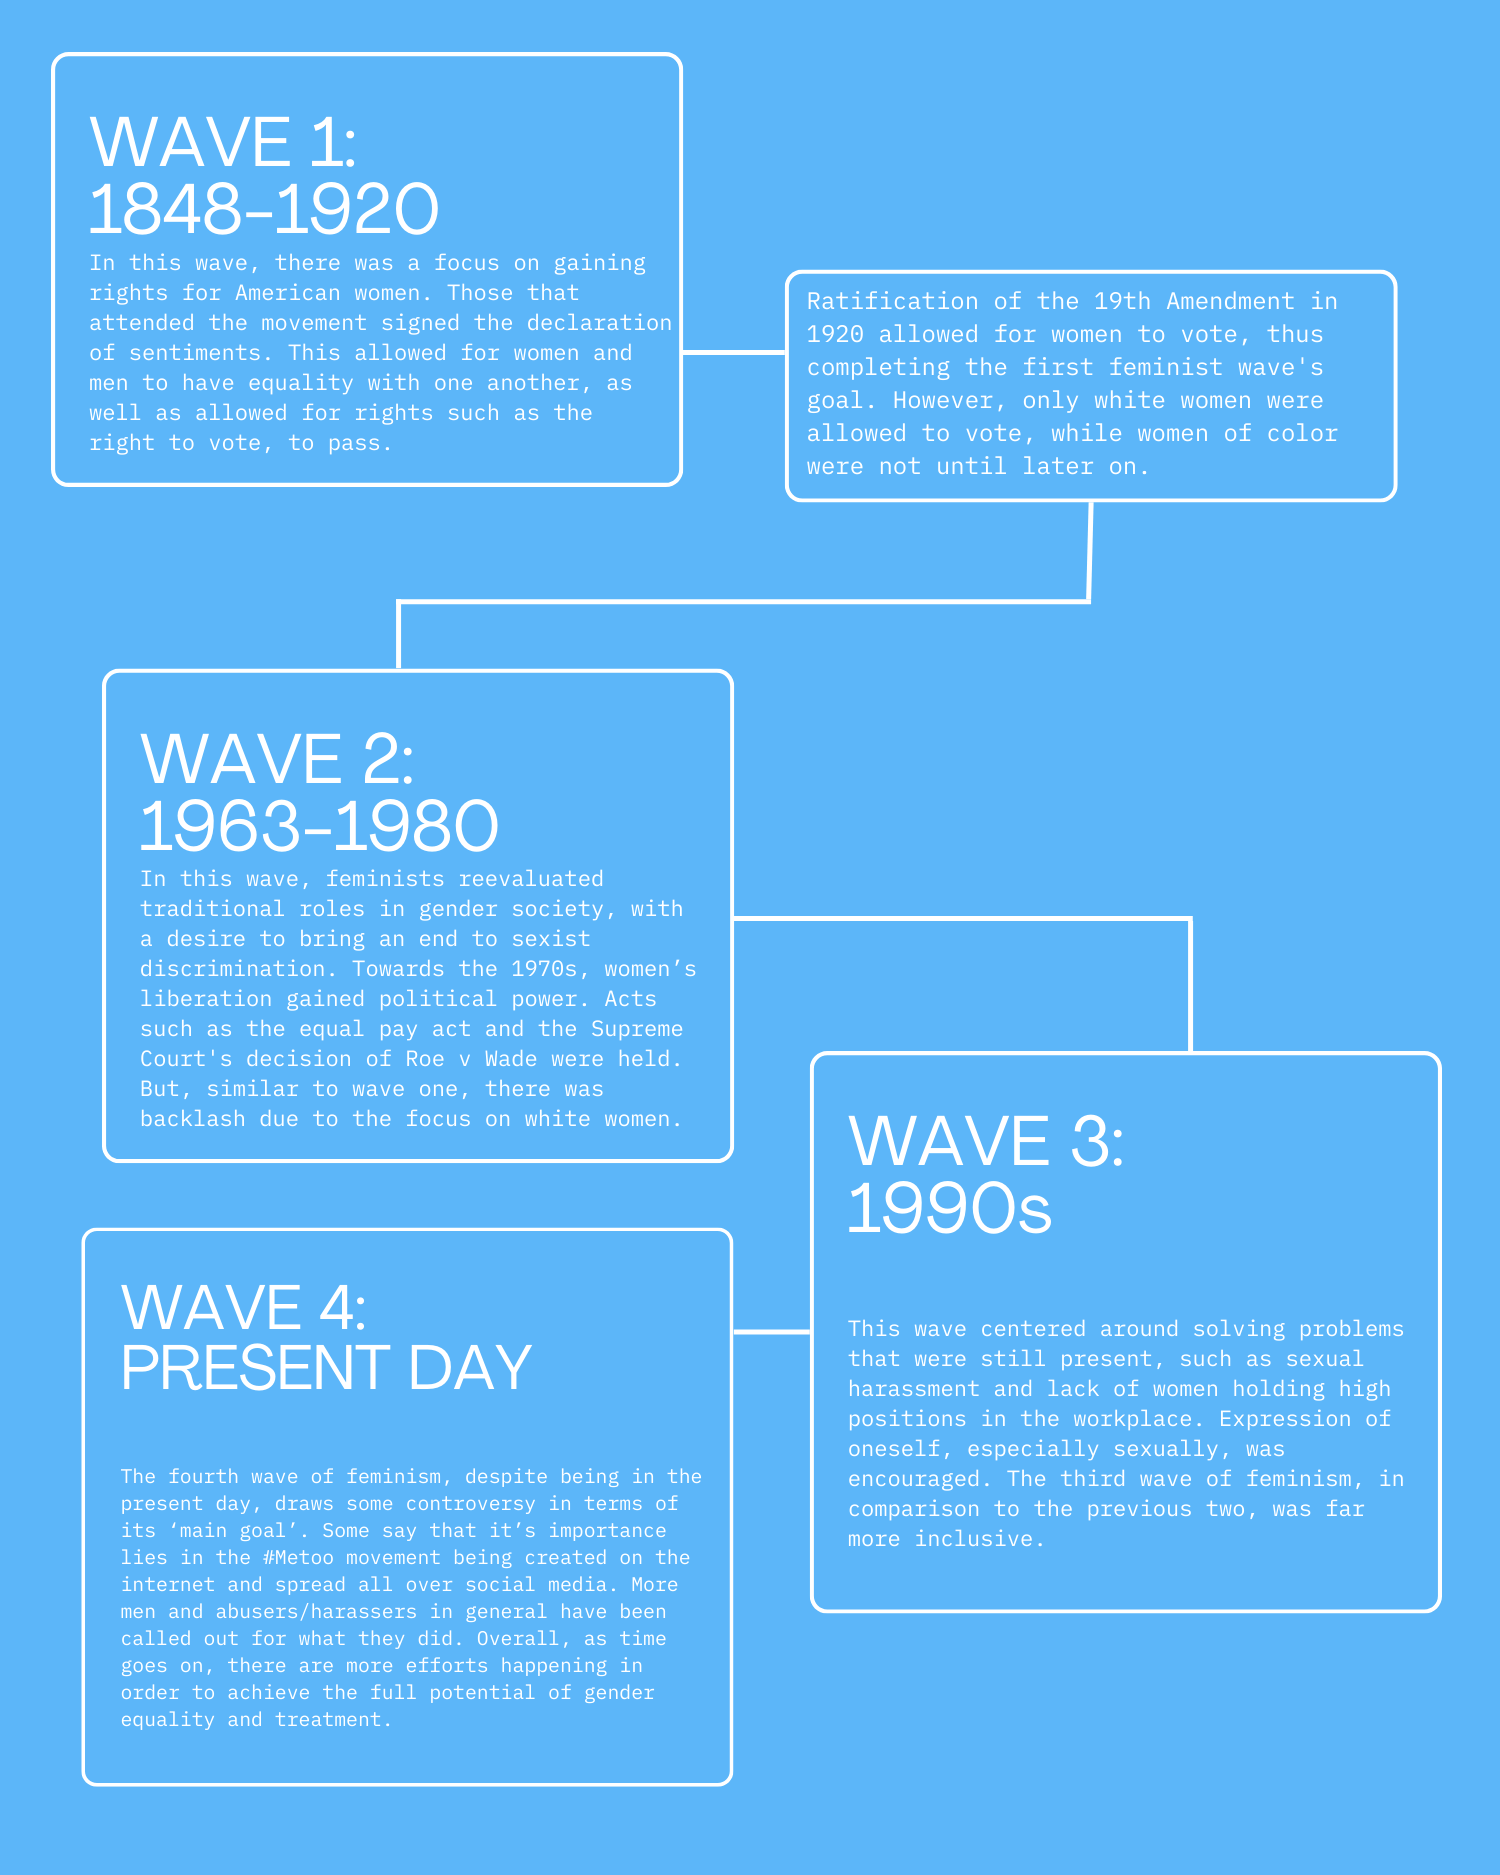 WAVE 1:
1848-1920
In this wave, there was a focus on gaining
rights for American women. Those that
attended the movement signed the declaration
of sentiments. This allowed for women and
men to have equality with one another, as
well as allowed for rights such as the
right to vote, to pass.
Ratification of the 19th Amendment in
1920 allowed for women to vote, thus
completing the first feminist wave's
goal. However, only white women were
allowed to vote, while women of color
were not until later on.
WAVE 2:
1963-1980
In this wave, feminists reevaluated
traditional roles in gender society, with
a desire to bring an end to sexist
discrimination. Towards the 1970s, women’s
liberation gained political power. Acts
such as the equal pay act and the Supreme
Court's decision of Roe v Wade were held.
But, similar to wave one, there was
backlash due to the focus on white women.
WAVE 3:
1990s
This wave centered around solving problems
that were still present, such as sexual
harassment and lack of women holding high
positions in the workplace. Expression of
oneself, especially sexually, was
encouraged. The third wave of feminism, in
comparison to the previous two, was far
more inclusive.
WAVE 4:
PRESENT DAY
The fourth wave of feminism, despite being in the
present day, draws some controversy in terms of
its ‘main goal’. Some say that it’s importance
lies in the #Metoo movement being created on the
internet and spread all over social media. More
men and abusers/harassers in general have been
called out for what they did. Overall, as time
goes on, there are more efforts happening in
order to achieve the full potential of gender
equality and treatment.